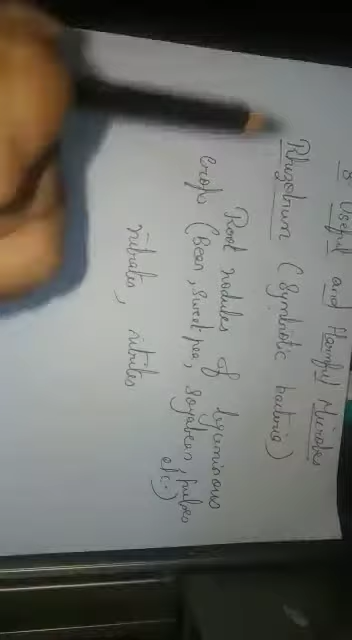 8 Useful and Harmful Microbes
Rhizobium (Symbiotic bacteria)
Root nodules of leguminous
crops (Bean, sweet pea, Soyabean, pulses
etc.)
nitrates, nitrites